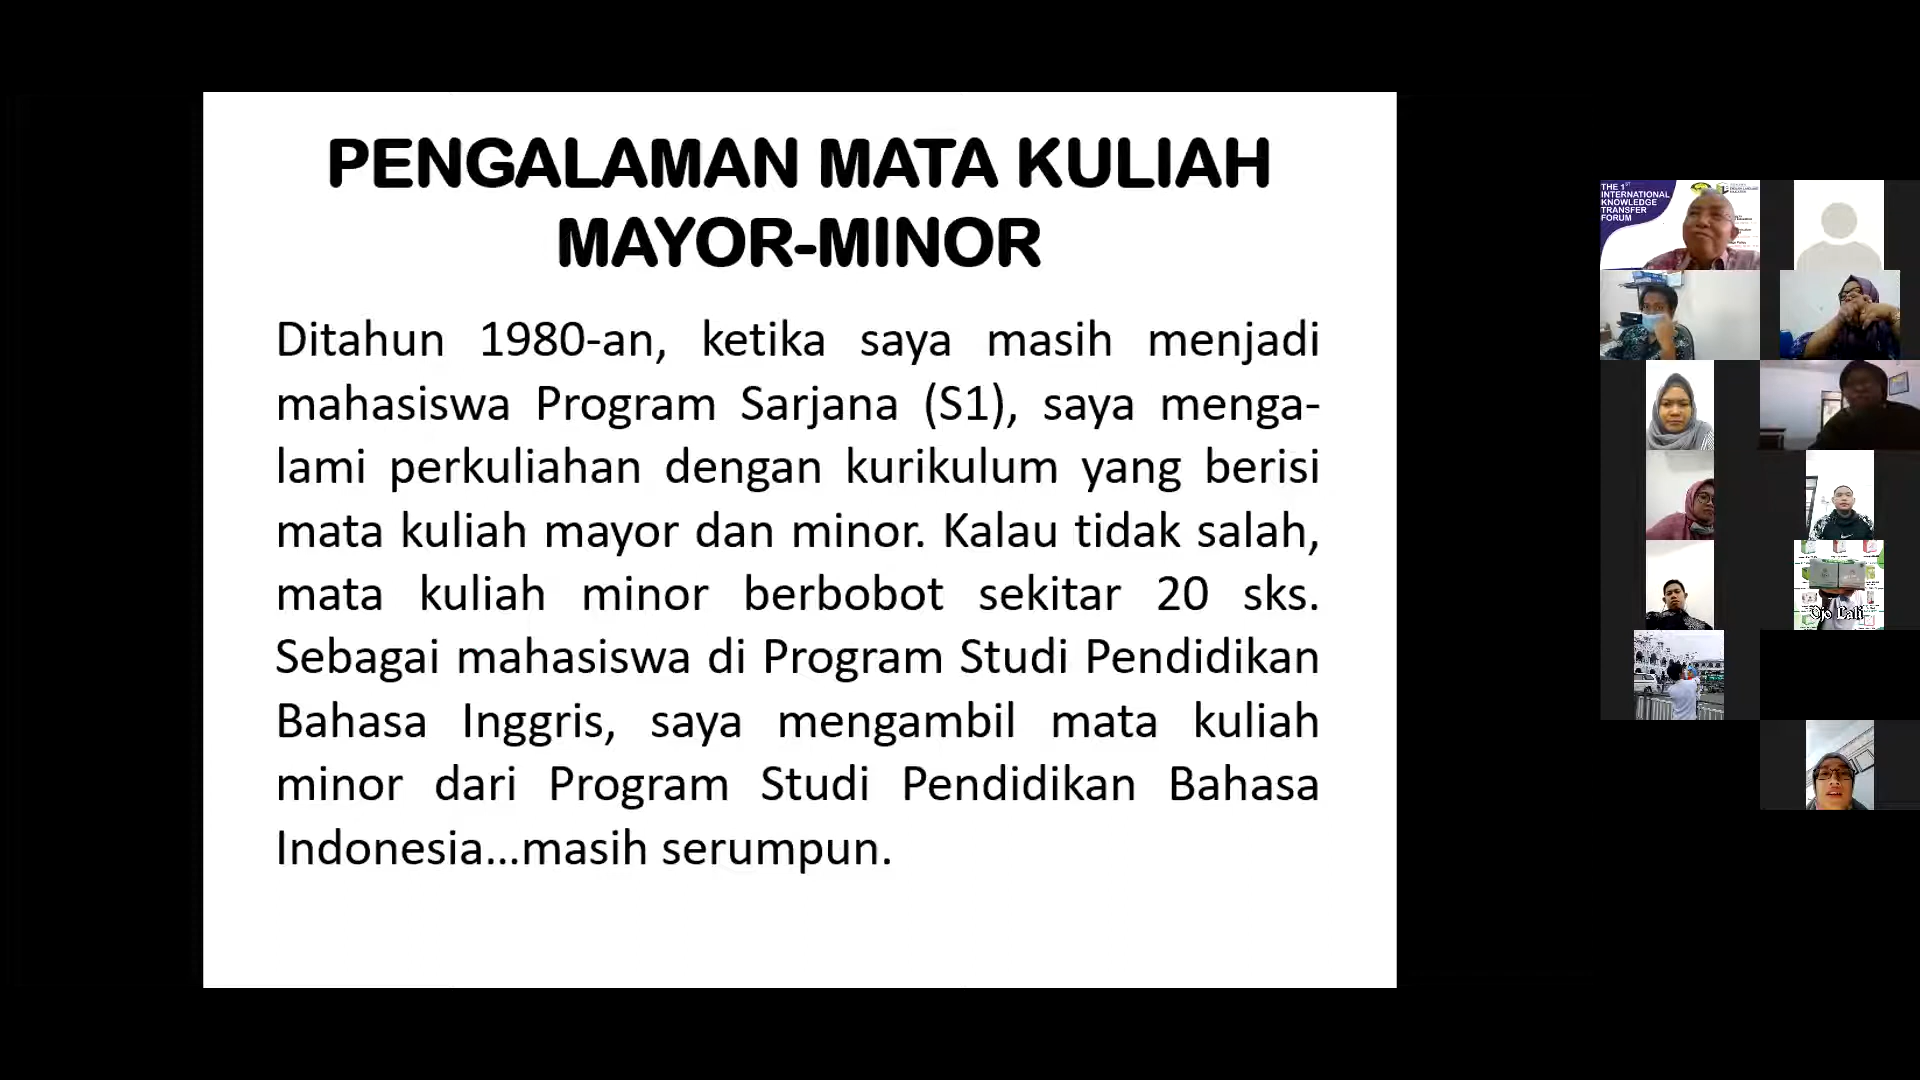 PENGALAMAN MATA KULIAH
MAYOR-MINOR
Ditahun 1980-an, ketika saya masih menjadi
mahasiswa Program Sarjana (S1), saya menga-
lami perkuliahan dengan kurikulum yang berisi
mata kuliah mayor dan minor. Kalau tidak salah,
mata kuliah minor berbobot sekitar 20 sks.
Sebagai mahasiswa di Program Studi Pendidikan
Bahasa Inggris, saya mengambil mata kuliah
minor dari Program Studi Pendidikan Bahasa
Indonesia...masih serumpun.
THE 1ST
INTERNATIONAL
KNOWLEDGE
TRANSFER
FORUM
Ojo Lali